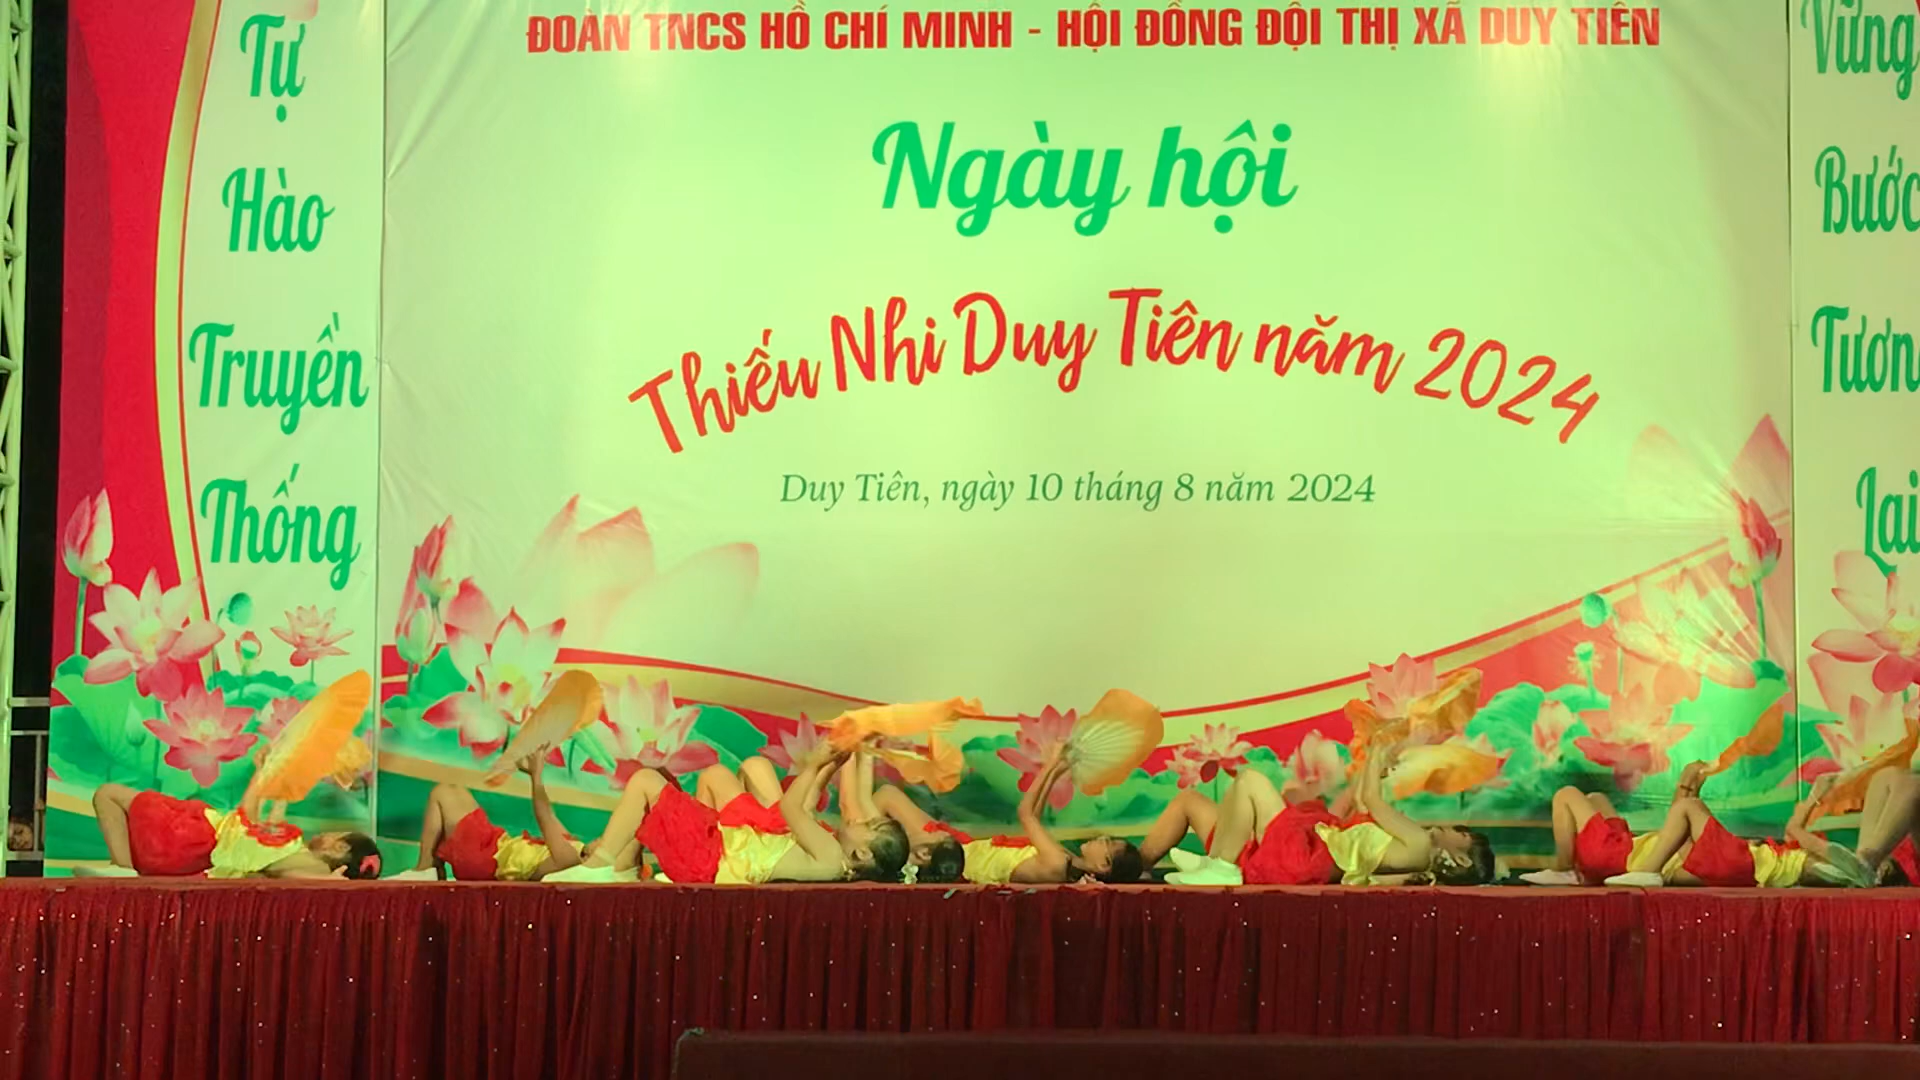 ĐOÀN TNCS HỒ CHÍ MINH - HỘI ĐỒNG ĐỘI THỊ XÃ DUY TIÊN
Ngày hội
Thiếu Nhi Duy Tiên năm 2024
Duy Tiên, ngày 10 tháng 8 năm 2024
Tự
Hào
Truyền
Thống
Vững
Bước
Tươn
Lai